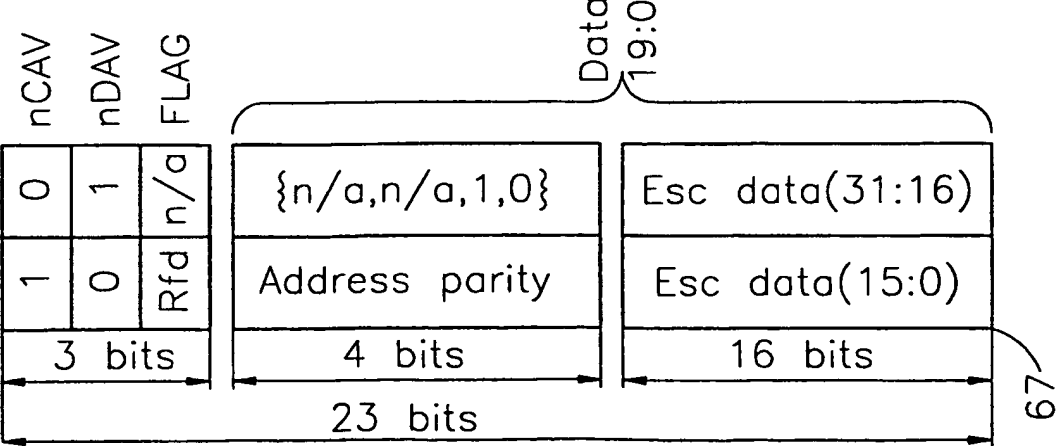 nCAV
nDAV
FLAG
Data
19:0
0
1
n/a
{n/a,n/a,1,0}
Esc data(31:16)
1
0
Rfd
Address parity
Esc data(15:0)
3 bits
4 bits
16 bits
23 bits
67